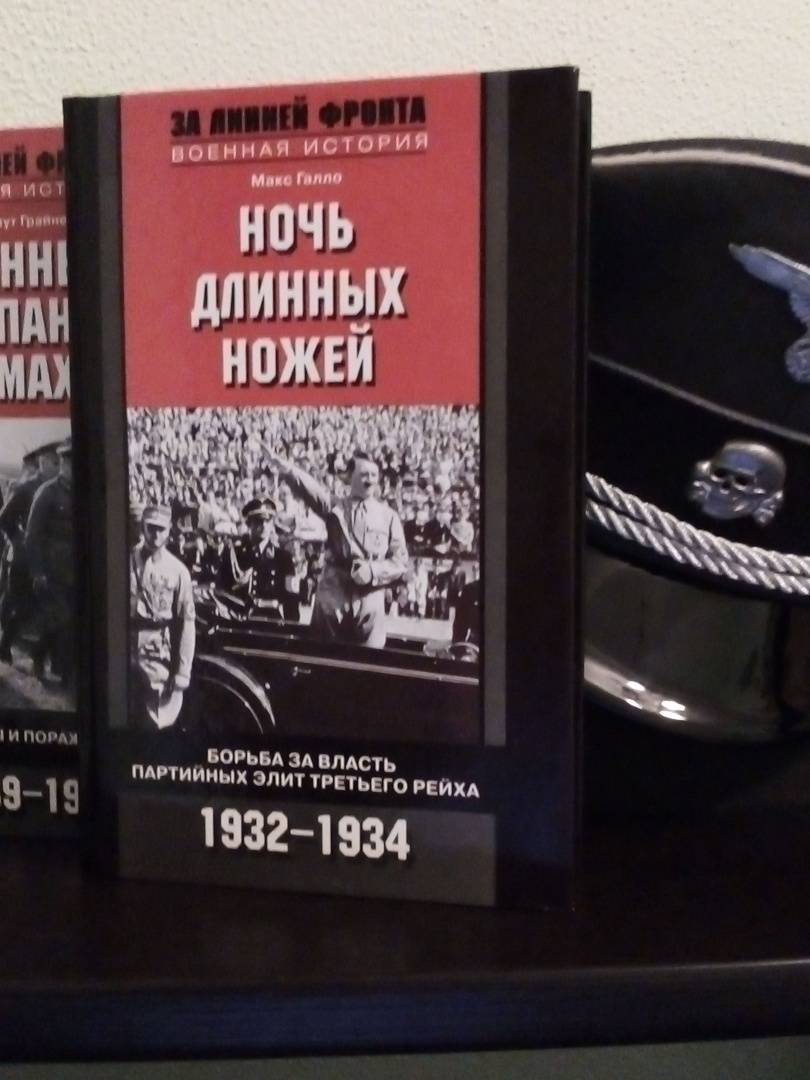 ЗА ЛИНИЕЙ ФРОНТА
ВОЕННАЯ ИСТОРИЯ
Макс Галло
НОЧЬ
ДЛИННЫХ
НОЖЕЙ
БОРЬБА ЗА ВЛАСТЬ
ПАРТИЙНЫХ ЭЛИТ ТРЕТЬЕГО РЕЙХА
1932–1934